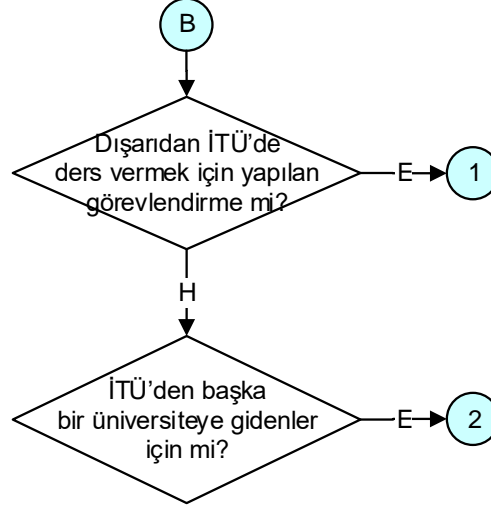 B
Dışarıdan İTÜ’de
ders vermek için yapılan
görevlendirme mi?
E
1
H
İTÜ’den başka
bir üniversiteye gidenler
için mi?
E
2